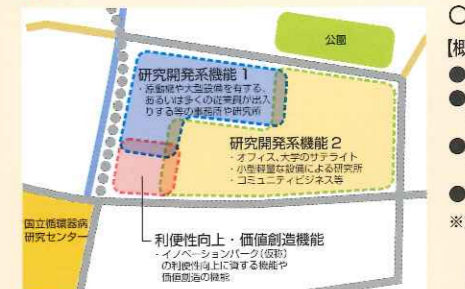 公園
研究開発系機能 1
・原動機や大型設備を有する、
あるいは多くの従業員が出入
りする等の事務所や研究所
研究開発系機能 2
・オフィス、大学のサテライト
・小型軽量な設備による研究所
・コミュニティビジネス等
国立循環器病
研究センター
利便性向上・価値創造機能
・イノベーションパーク(仮称)
の利便性向上に資する機能や
価値創造の機能
○
【概
●
●
●
●
※